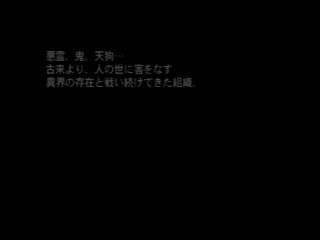 悪霊、鬼、天狗…
古来より、人の世に害をなす
異界の存在と戦い続けてきた組織。